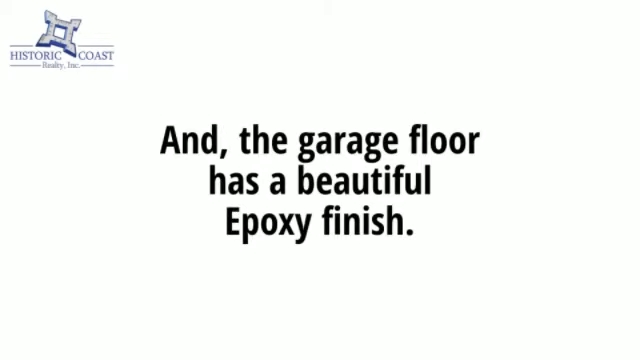 HISTORIC COAST
Realty, Inc.
And, the garage floor
has a beautiful
Epoxy finish.